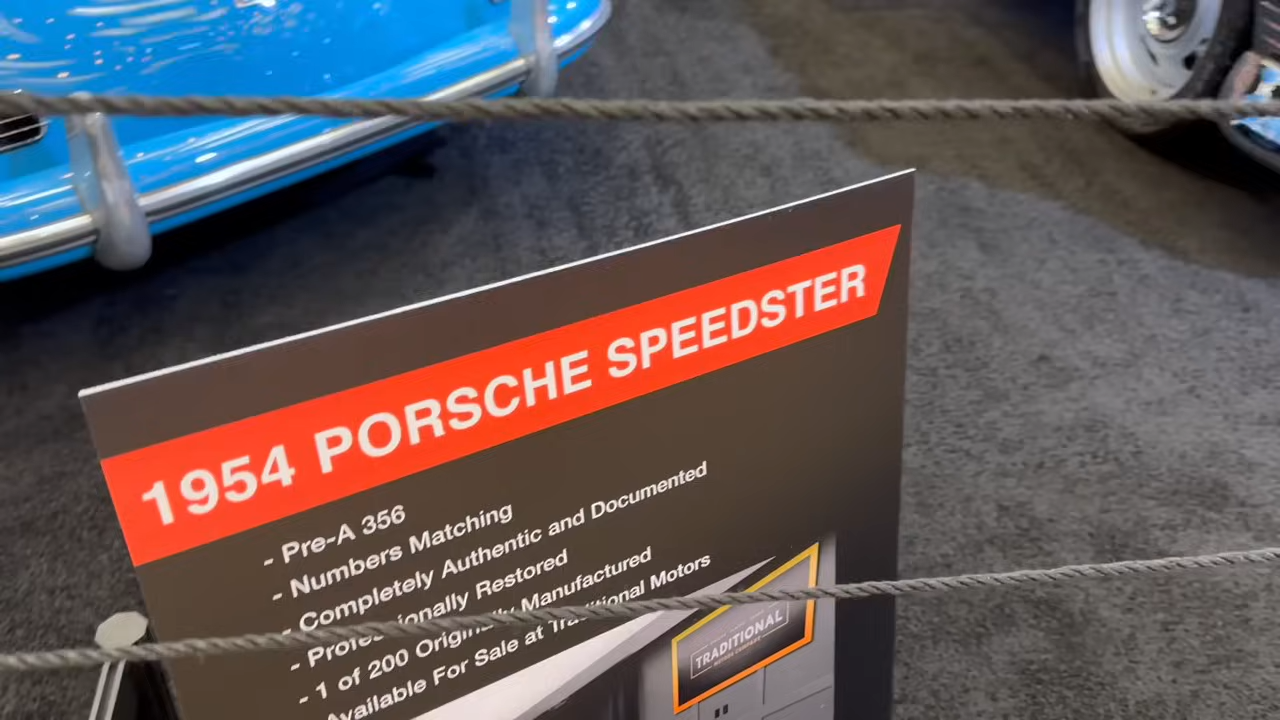 1954 PORSCHE SPEEDSTER
- Pre-A 356
- Numbers Matching
- Completely Authentic and Documented
- Professionally Restored
- 1 of 200 Originally Manufactured
- Available For Sale at Traditional Motors
TRADITIONAL